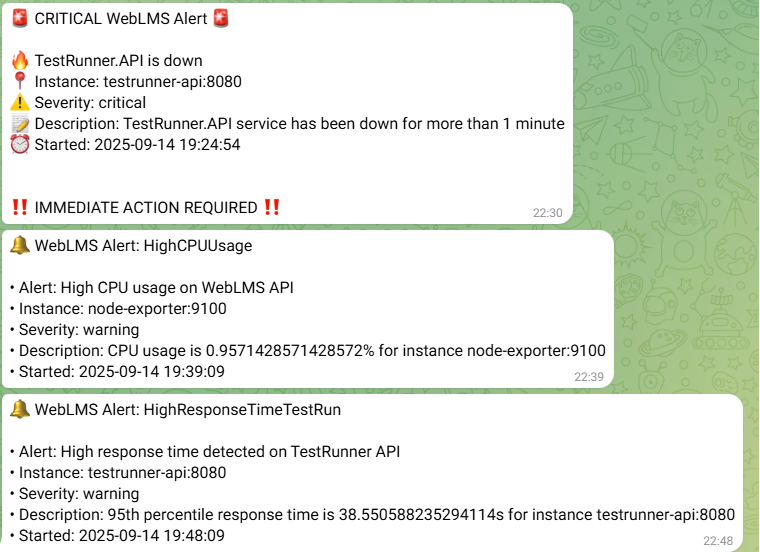 🚨 CRITICAL WebLMS Alert 🚨
🔥 TestRunner.API is down
📍 Instance: testrunner-api:8080
⚠️ Severity: critical
📝 Description: TestRunner.API service has been down for more than 1 minute
⏰ Started: 2025-09-14 19:24:54
‼️ IMMEDIATE ACTION REQUIRED ‼️
22:30
🔔 WebLMS Alert: HighCPUUsage
• Alert: High CPU usage on WebLMS API
• Instance: node-exporter:9100
• Severity: warning
• Description: CPU usage is 0.9571428571428572% for instance node-exporter:9100
• Started: 2025-09-14 19:39:09
22:39
🔔 WebLMS Alert: HighResponseTimeTestRun
• Alert: High response time detected on TestRunner API
• Instance: testrunner-api:8080
• Severity: warning
• Description: 95th percentile response time is 38.550588235294114s for instance testrunner-api:8080
• Started: 2025-09-14 19:48:09
22:48